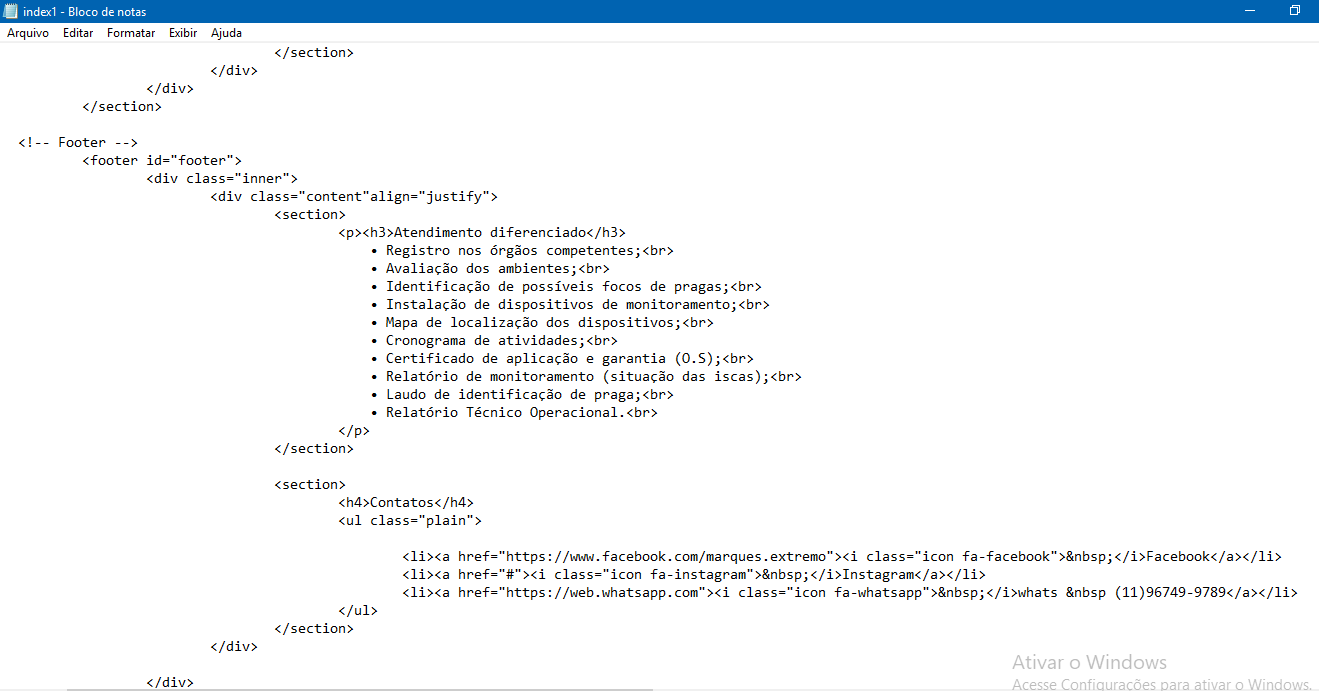 index1 - Bloco de notas
Arquivo Editar Formatar Exibir Ajuda
</section>
</div>
</div>
</section>
<!-- Footer -->
<footer id="footer">
<div class="inner">
<div class="content"align="justify">
<section>
<p><h3>Atendimento diferenciado</h3>
• Registro nos órgãos competentes;<br>
• Avaliação dos ambientes;<br>
• Identificação de possíveis focos de pragas;<br>
• Instalação de dispositivos de monitoramento;<br>
• Mapa de localização dos dispositivos;<br>
• Cronograma de atividades;<br>
• Certificado de aplicação e garantia (O.S);<br>
• Relatório de monitoramento (situação das iscas);<br>
• Laudo de identificação de praga;<br>
• Relatório Técnico Operacional.<br>
</p>
</section>
<section>
<h4>Contatos</h4>
<ul class="plain">
<li><a href="https://www.facebook.com/marques.extremo"><i class="icon fa-facebook">&nbsp;</i>Facebook</a></li>
<li><a href="#"><i class="icon fa-instagram">&nbsp;</i>Instagram</a></li>
<li><a href="https://web.whatsapp.com"><i class="icon fa-whatsapp">&nbsp;</i>whats &nbsp (11)96749-9789</a></li>
</ul>
</section>
</div>
</div>
Ativar o Windows
Acesse Configurações para ativar o Windows.